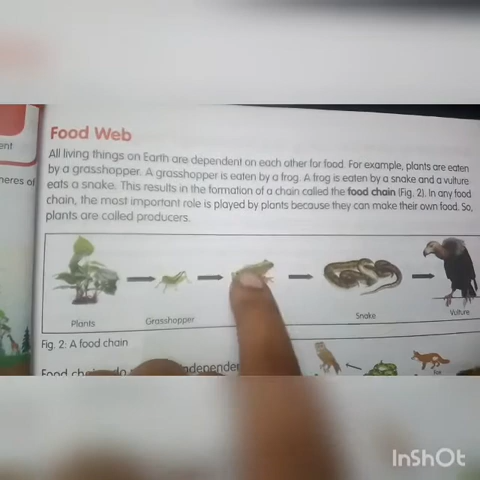 ent
heres of
Food Web
All living things on Earth are dependent on each other for food. For example, plants are eaten
by a grasshopper. A grasshopper is eaten by a frog. A frog is eaten by a snake and a vulture
eats a snake. This results in the formation of a chain called the food chain (Fig. 2). In any food
chain, the most important role is played by plants because they can make their own food. So,
plants are called producers.
Plants
Grasshopper
Snake
Vulture
Fig. 2: A food chain
Food
Fox
InShOt